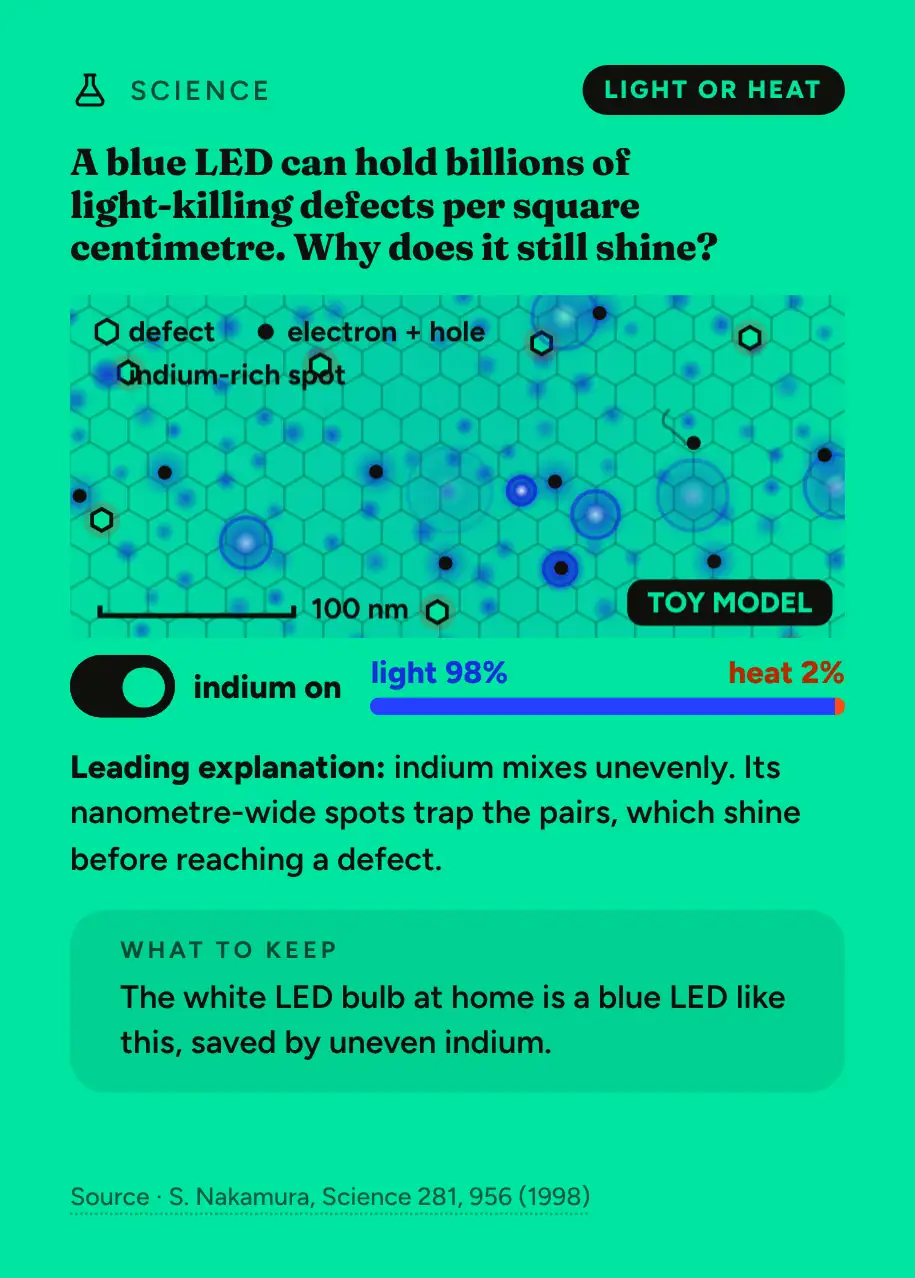 SCIENCE
LIGHT OR HEAT
A blue LED can hold billions of
light-killing defects per square
centimetre. Why does it still shine?
defect
electron + hole
indium-rich spot
100 nm
TOY MODEL
indium on
light 98%
heat 2%
Leading explanation: indium mixes unevenly. Its
nanometre-wide spots trap the pairs, which shine
before reaching a defect.
WHAT TO KEEP
The white LED bulb at home is a blue LED like
this, saved by uneven indium.
Source · S. Nakamura, Science 281, 956 (1998)